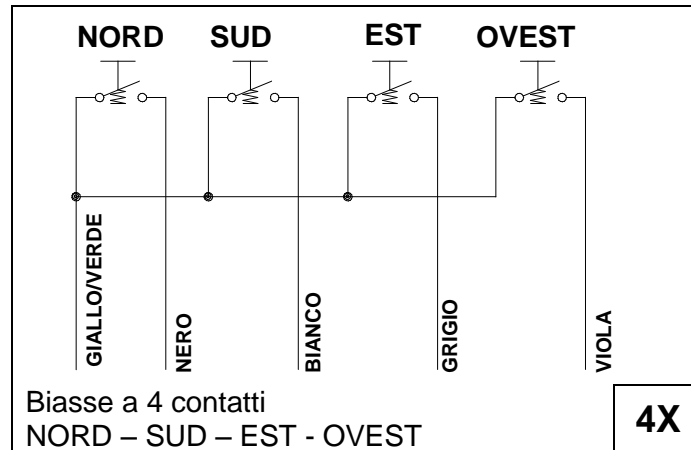 NORD SUD EST OVEST
GIALLO/VERDE
NERO
BIANCO
GRIGIO
VIOLA
Biasse a 4 contatti
NORD – SUD – EST - OVEST
4X